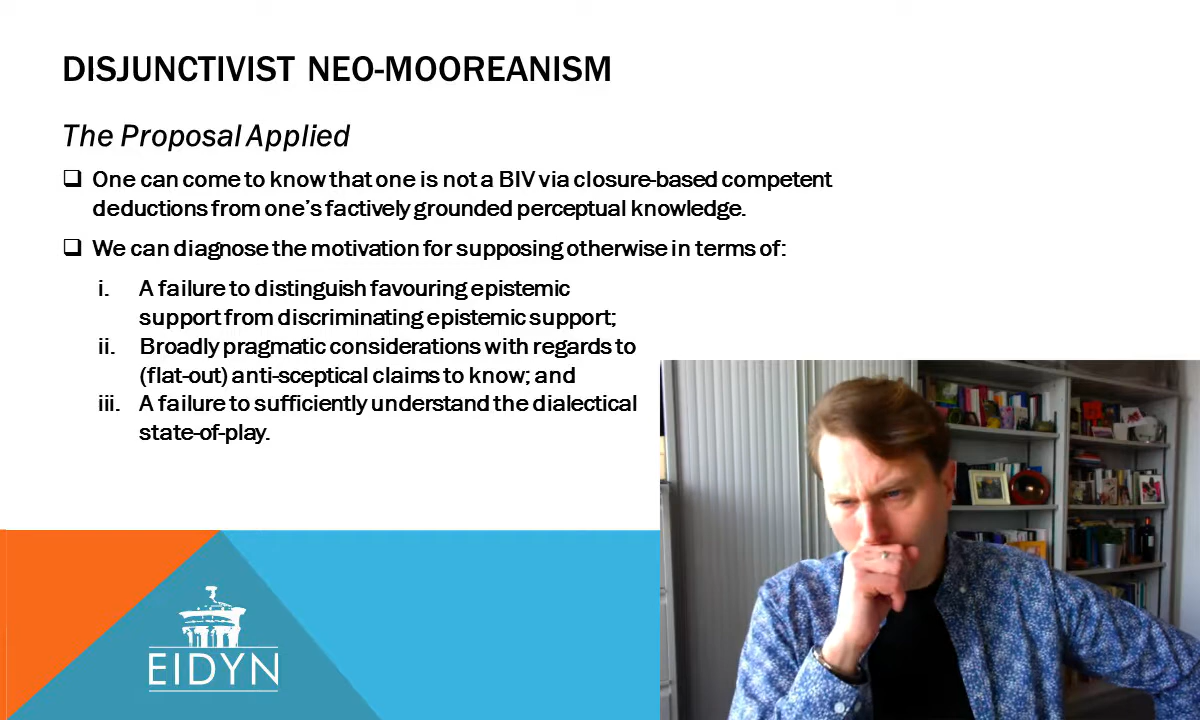 DISJUNCTIVIST NEO-MOOREANISM
The Proposal Applied
One can come to know that one is not a BIV via closure-based competent
deductions from one's factively grounded perceptual knowledge.
We can diagnose the motivation for supposing otherwise in terms of:
i. A failure to distinguish favouring epistemic
support from discriminating epistemic support;
ii. Broadly pragmatic considerations with regards to
(flat-out) anti-sceptical claims to know; and
iii. A failure to sufficiently understand the dialectical
state-of-play.
EIDYN